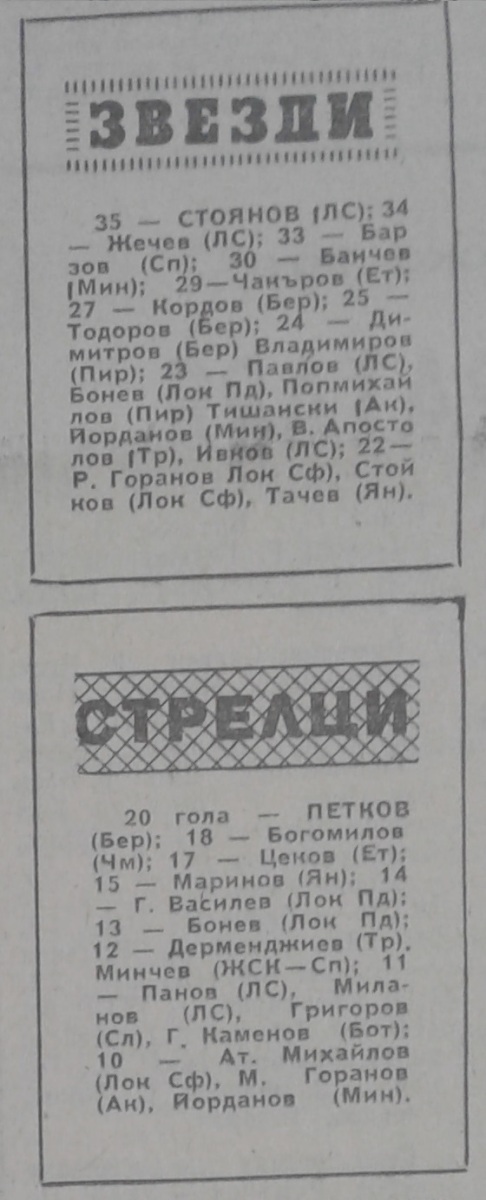 ЗВЕЗДИ
35 — СТОЯНОВ (ЛС); 34
— Жечев (ЛС); 33 — Бар
зов (Сп); 30 — Банчев
(Мин); 29—Чакъров (Ет);
27 — Кордов (Бер); 25 —
Тодоров (Бер); 24 — Ди-
митров (Бер) Владимиров
(Пир); 23 — Павлов (ЛС),
Бонев (Лок Пд), Попмихай
лов (Пир) Тишански (Ак),
Йорданов (Мин), В. Апосто
лов (Тр), Ивков (ЛС); 22—
Р. Горанов Лок Сф), Стой
ков (Лок Сф), Тачев (Ян).
СТРЕЛЦИ
20 гола — ПЕТКОВ
(Бер); 18 — Богомилов
(Чм); 17 — Цеков (Ет);
15 — Маринов (Ян); 14
— Г. Василев (Лок Пд);
13 — Бонев (Лок Пд);
12 — Дерменджиев (Тр),
Минчев (ЖСК—Сп); 11
— Панов (ЛС), Мила-
нов (ЛС), Григоров
(Сл), Г. Каменов (Бот);
10 — Ат. Михайлов
(Лок Сф), М. Горанов
(Ак), Йорданов (Мин).